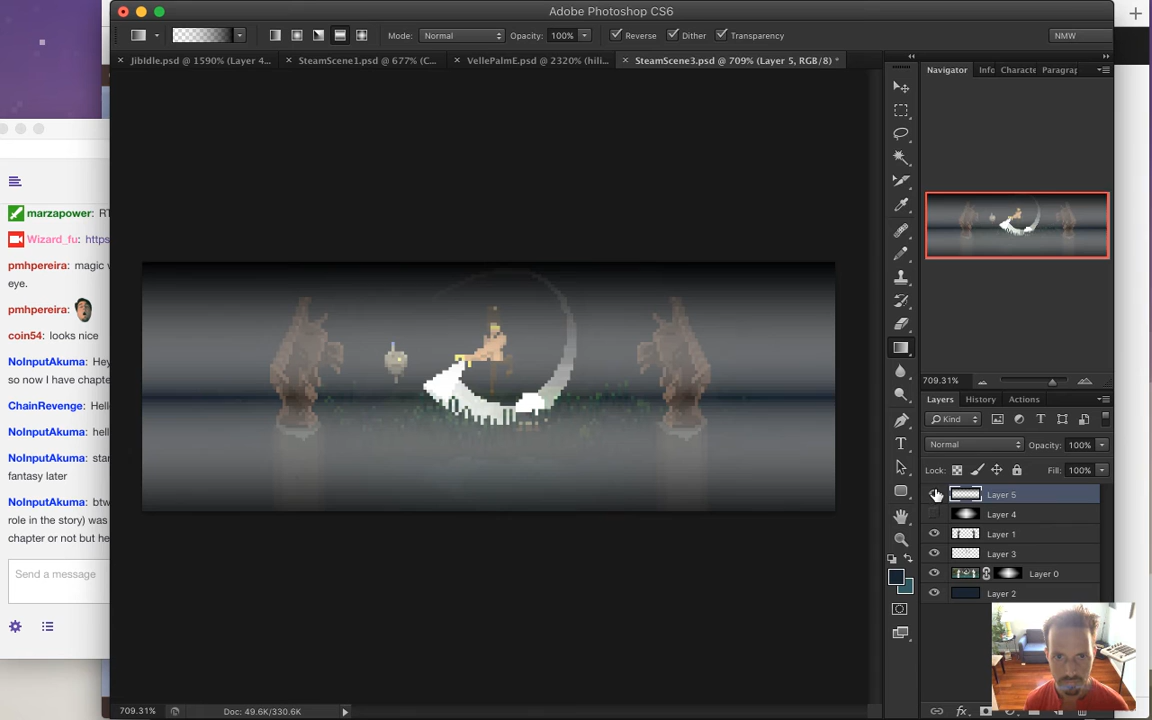 Adobe Photoshop CS6
Mode: Normal Opacity: 100% Reverse Dither Transparency NMW
JibIdle.psd @ 1590% (Layer 4... SteamScene1.psd @ 677% (C... VellePalmE.psd @ 2320% (hili... SteamScene3.psd @ 709% (Layer 5, RGB/8) *
Navigator Info Characte Paragrap
marzapower: RT
Wizard_fu: https
pmhpereira: magic w
eye.
pmhpereira:
coin54: looks nice
NoInputAkuma: Hey
so now I have chapte
ChainRevenge: Hell
NoInputAkuma: hell
NoInputAkuma: star
fantasy later
NoInputAkuma: btw
role in the story) was
chapter or not but he
Send a message
709.31%
Layers History Actions
Kind T
Normal Opacity: 100%
Lock: Fill: 100%
Layer 5
Layer 4
Layer 1
Layer 3
Layer 0
Layer 2
T
fx
709.31% Doc: 49.6K/330.6K